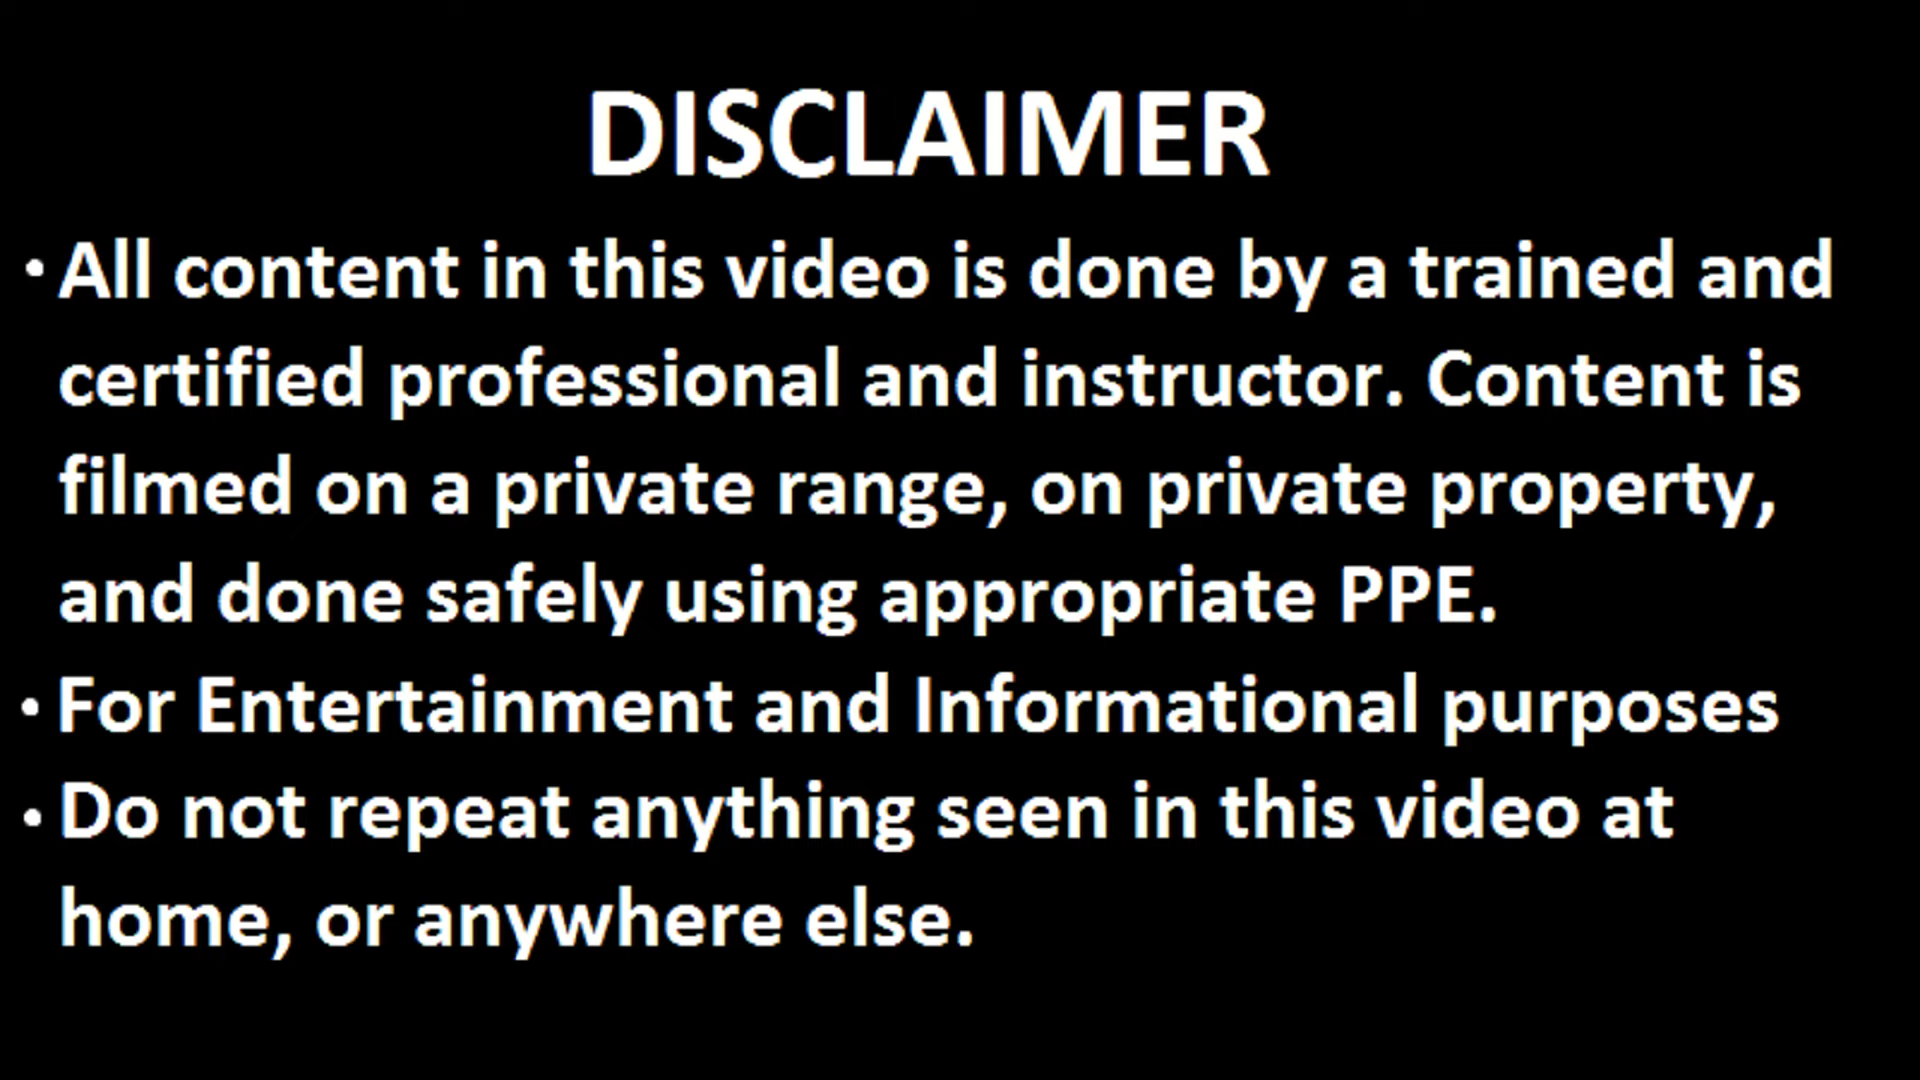 DISCLAIMER
• All content in this video is done by a trained and
certified professional and instructor. Content is
filmed on a private range, on private property,
and done safely using appropriate PPE.
• For Entertainment and Informational purposes
• Do not repeat anything seen in this video at
home, or anywhere else.